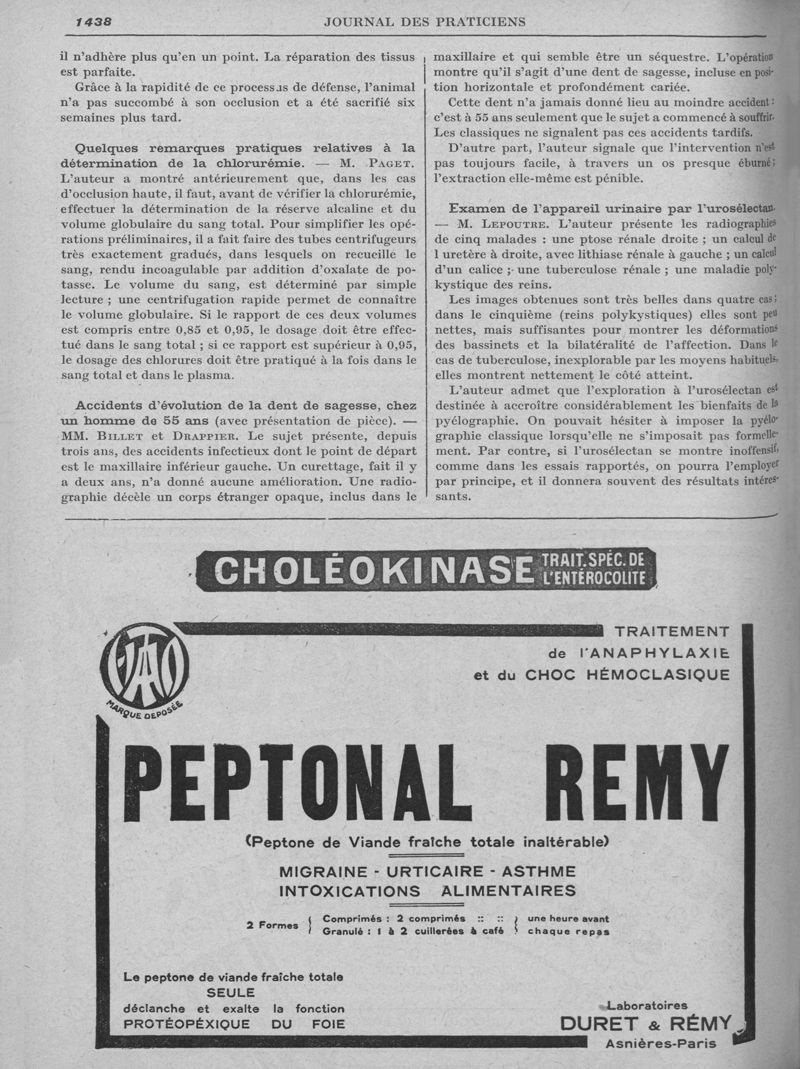 1438
JOURNAL DES PRATICIENS
il n'adhère plus qu'en un point. La réparation des tissus
est parfaite.
Grâce à la rapidité de ce process.is de défense, l'animal
n'a pas succombé à son occlusion et a été sacrifié six
semaines plus tard.
Quelques remarques pratiques relatives à la
détermination de la chlorurémie. — M. PAGET.
L'auteur a montré antérieurement que, dans les cas
d'occlusion haute, il faut, avant de vérifier la chlorurémie,
effectuer la détermination de la réserve alcaline et du
volume globulaire du sang total. Pour simplifier les opé-
rations préliminaires, il a fait faire des tubes centrifugeurs
très exactement gradués, dans lesquels on recueille le
sang, rendu incoagulable par addition d'oxalate de po-
tasse. Le volume du sang, est déterminé par simple
lecture ; une centrifugation rapide permet de connaître
le volume globulaire. Si le rapport de ces deux volumes
est compris entre 0,85 et 0,95, le dosage doit être effec-
tué dans le sang total ; si ce rapport est supérieur à 0,95,
le dosage des chlorures doit être pratiqué à la fois dans le
sang total et dans le plasma.
Accidents d'évolution de la dent de sagesse, chez
un homme de 55 ans (avec présentation de pièce). —
MM. BILLET et DRAPPIER. Le sujet présente, depuis
trois ans, des accidents infectieux dont le point de départ
est le maxillaire inférieur gauche. Un curettage, fait il y
a deux ans, n'a donné aucune amélioration. Une radio-
graphie décèle un corps étranger opaque, inclus dans le
maxillaire et qui semble être un séquestre. L'opération
montre qu'il s'agit d'une dent de sagesse, incluse en posi-
tion horizontale et profondément cariée.
Cette dent n'a jamais donné lieu au moindre accident :
c'est à 55 ans seulement que le sujet a commencé à souffrir.
Les classiques ne signalent pas ces accidents tardifs.
D'autre part, l'auteur signale que l'intervention n'est
pas toujours facile, à travers un os presque éburné ;
l'extraction elle-même est pénible.
Examen de l'appareil urinaire par l'urosélectan.
— M. LEPOUTRE. L'auteur présente les radiographies
de cinq malades : une ptose rénale droite ; un calcul de
l uretère à droite, avec lithiase rénale à gauche ; un calcul
d'un calice ; une tuberculose rénale ; une maladie poly-
kystique des reins.
Les images obtenues sont très belles dans quatre cas ;
dans le cinquième (reins polykystiques) elles sont peu
nettes, mais suffisantes pour montrer les déformations
des bassinets et la bilatéralité de l'affection. Dans le
cas de tuberculose, inexplorable par les moyens habituels,
elles montrent nettement le côté atteint.
L'auteur admet que l'exploration à l'urosélectan est
destinée à accroître considérablement les bienfaits de la
pyélographie. On pouvait hésiter à imposer la pyélo-
graphie classique lorsqu'elle ne s'imposait pas formelle-
ment. Par contre, si l'urosélectan se montre inoffensif,
comme dans les essais rapportés, on pourra l'employer
par principe, et il donnera souvent des résultats intéres-
sants.
CHOLÉOKINASE TRAIT. SPÉC. DE
L'ENTÉROCOLITE
MARQUE DEPOSÉE
TRAITEMENT
de l'ANAPHYLAXIE
et du CHOC HÉMOCLASIQUE
PEPTONAL REMY
(Peptone de Viande fraîche totale inaltérable)
MIGRAINE - URTICAIRE - ASTHME
INTOXICATIONS ALIMENTAIRES
2 Formes { Comprimés : 2 comprimés :: :: } une heure avant
Granulé : 1 à 2 cuillerées à café } chaque repas
Le peptone de viande fraîche totale
SEULE
déclanche et exalte la fonction
PROTÉOPÉXIQUE DU FOIE
Laboratoires
DURET & RÉMY
Asnières-Paris